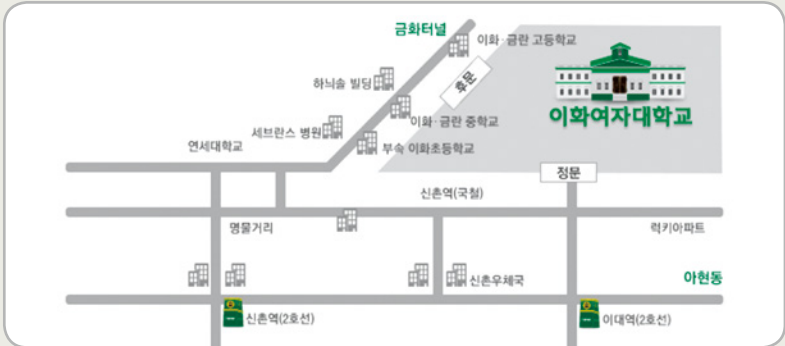 금화터널
이화·금란 고등학교
하늬솔 빌딩
후문
이화여자대학교
이화·금란 중학교
세브란스 병원
연세대학교
부속 이화초등학교
정문
신촌역(국철)
명물거리
럭키아파트
신촌우체국
아현동
신촌역(2호선)
이대역(2호선)